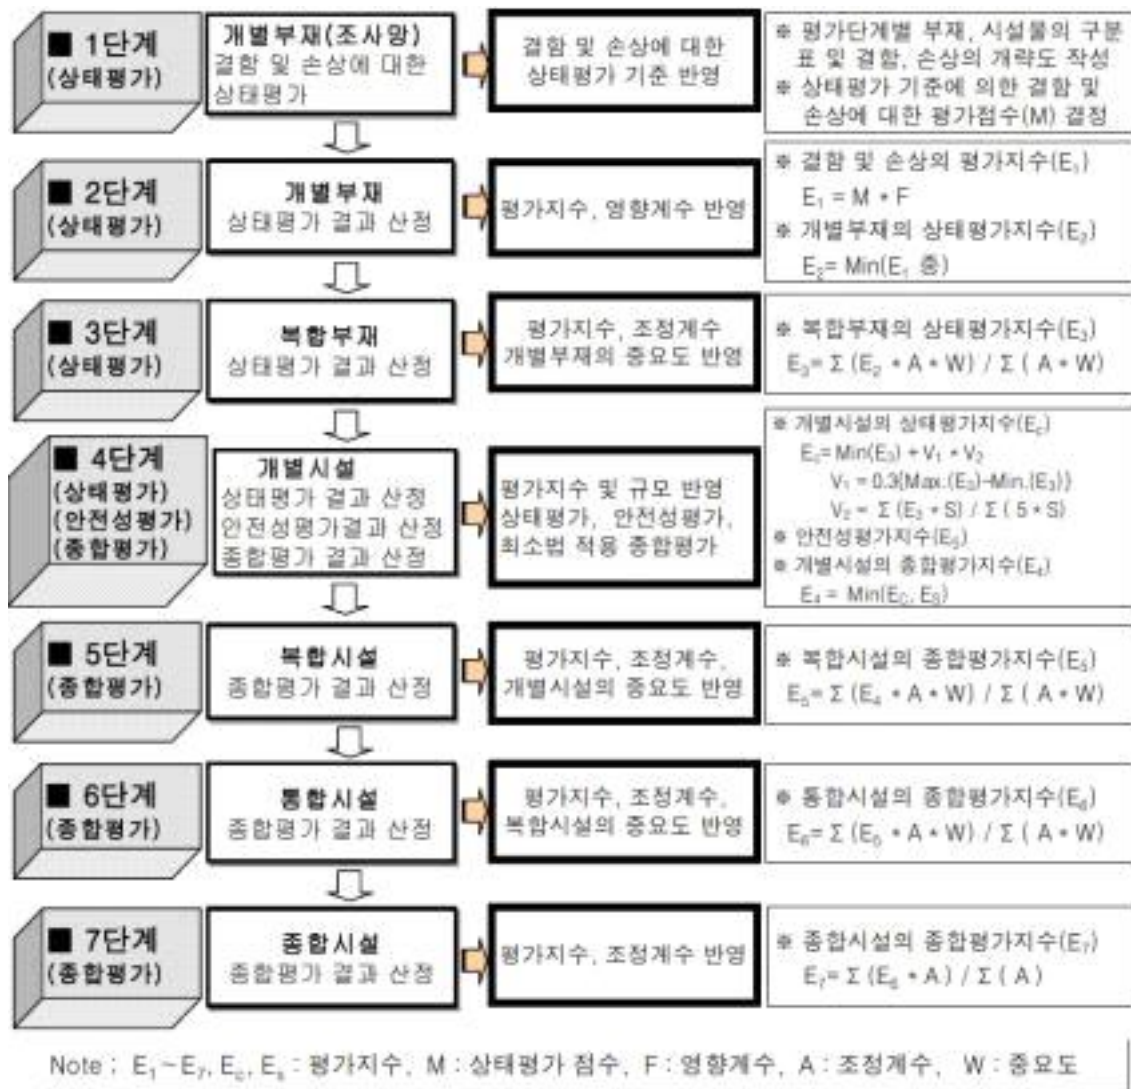 ■ 1단계
(상태평가)
개별부재(조사망)
결함 및 손상에 대한
상태평가
결함 및 손상에 대한
상태평가 기준 반영
※ 평가단계별 부재, 시설물의 구분
표 및 결함, 손상의 개략도 작성
※ 상태평가 기준에 의한 결함 및
손상에 대한 평가점수(M) 결정
■ 2단계
(상태평가)
개별부재
상태평가 결과 산정
평가지수, 영향계수 반영
※ 결함 및 손상의 평가지수(E₁)
E₁ = M * F
※ 개별부재의 상태평가지수(E₂)
E₂= Min(E₁ 중)
■ 3단계
(상태평가)
복합부재
상태평가 결과 산정
평가지수, 조정계수
개별부재의 중요도 반영
※ 복합부재의 상태평가지수(E₃)
E₃= Σ (E₂ * A * W) / Σ ( A * W)
■ 4단계
(상태평가)
(안전성평가)
(종합평가)
개별시설
상태평가 결과 산정
안전성평가결과 산정
종합평가 결과 산정
평가지수 및 규모 반영
상태평가, 안전성평가,
최소법 적용 종합평가
※ 개별시설의 상태평가지수(E_c)
E_c= Min(E₃) + V₁ * V₂
V₁ = 0.3{Max.(E₃)-Min.(E₃)}
V₂ = Σ (E₃ * S) / Σ ( 5 * S)
※ 안전성평가지수(E_s)
※ 개별시설의 종합평가지수(E₄)
E₄ = Min(E_C, E_S)
■ 5단계
(종합평가)
복합시설
종합평가 결과 산정
평가지수, 조정계수,
개별시설의 중요도 반영
※ 복합시설의 종합평가지수(E₅)
E₅= Σ (E₄ * A * W) / Σ ( A * W)
■ 6단계
(종합평가)
통합시설
종합평가 결과 산정
평가지수, 조정계수,
복합시설의 중요도 반영
※ 통합시설의 종합평가지수(E₆)
E₆= Σ (E₅ * A * W) / Σ ( A * W)
■ 7단계
(종합평가)
종합시설
종합평가 결과 산정
평가지수, 조정계수 반영
※ 종합시설의 종합평가지수(E₇)
E₇= Σ (E₆ * A ) / Σ ( A )
Note : E₁~E₇, E_c, E_s : 평가지수, M : 상태평가 점수, F : 영향계수, A : 조정계수, W : 중요도